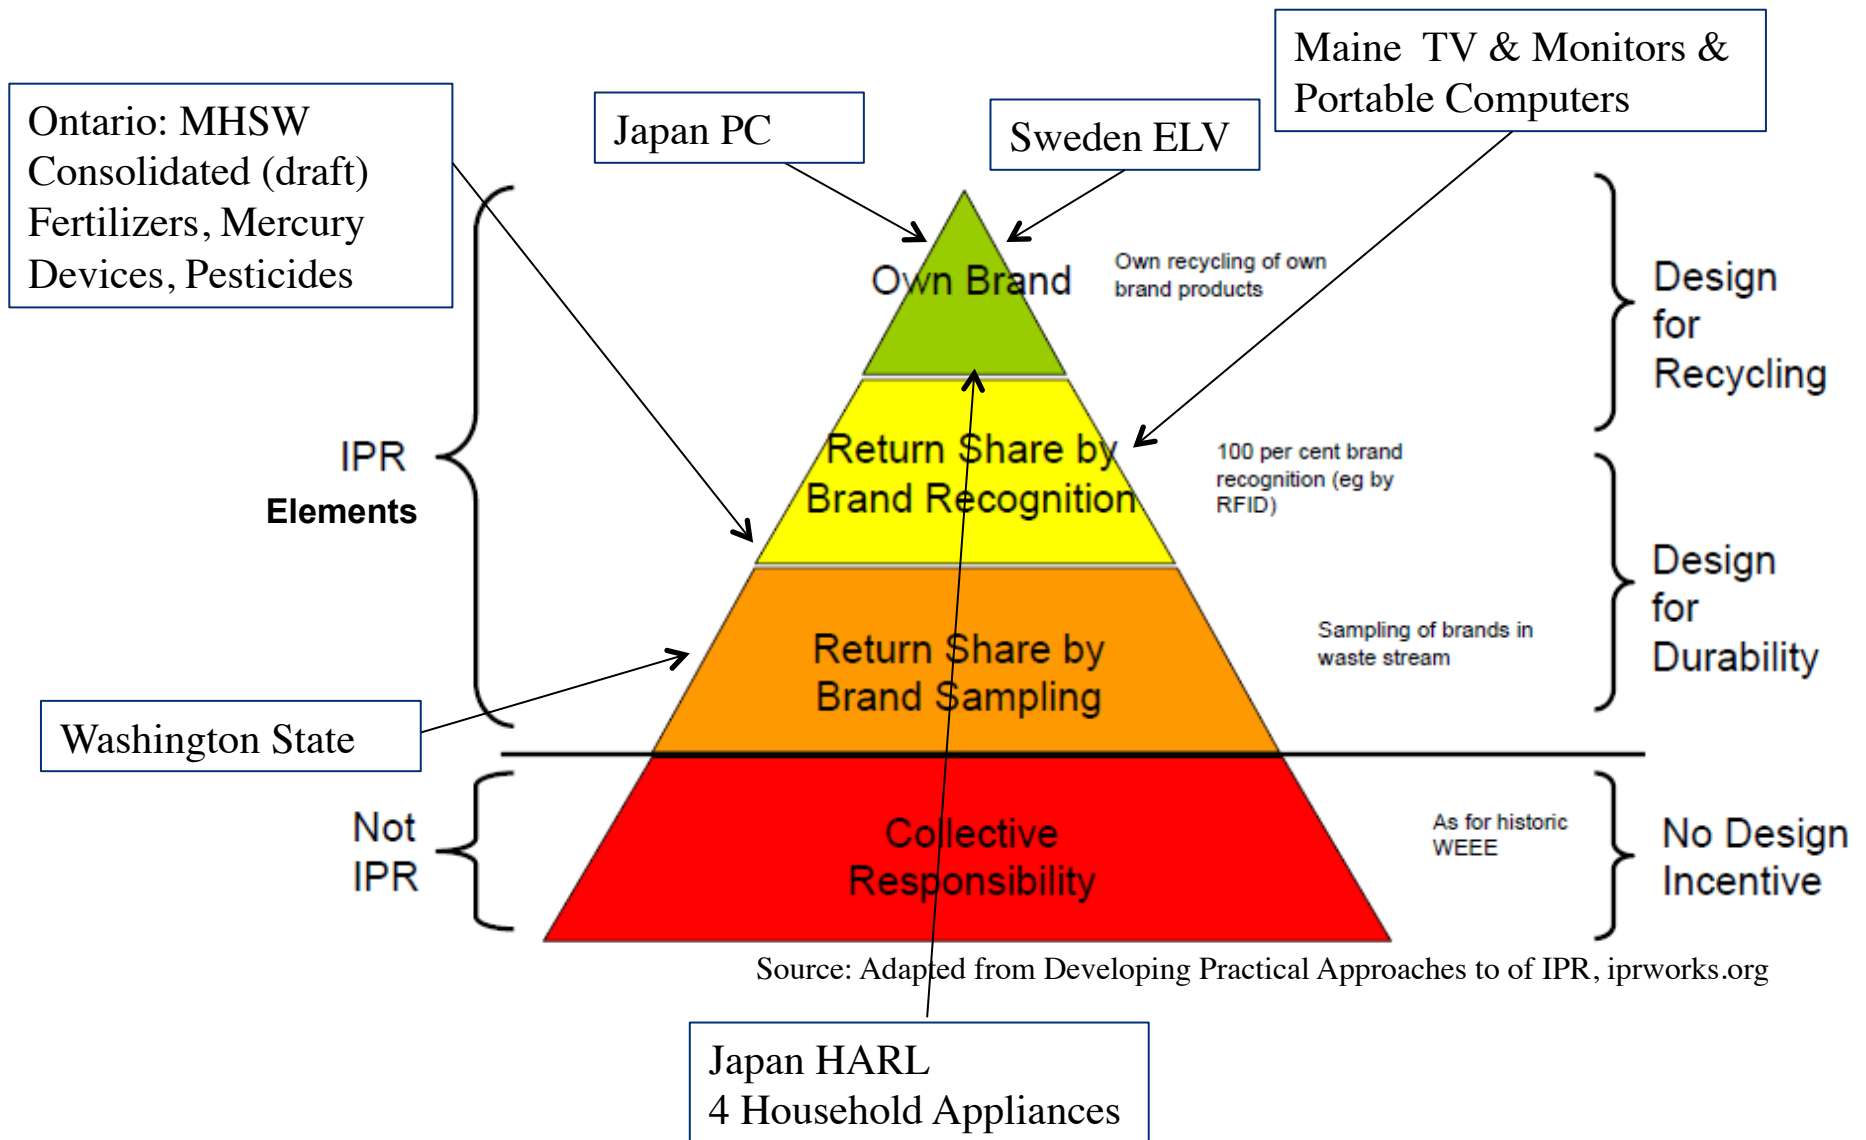 Maine TV & Monitors &
Portable Computers
Ontario: MHSW
Consolidated (draft)
Fertilizers, Mercury
Devices, Pesticides
Japan PC
Sweden ELV
Own Brand
Own recycling of own
brand products
Design
for
Recycling
IPR
Elements
Return Share by
Brand Recognition
100 per cent brand
recognition (eg by
RFID)
Design
for
Durability
Return Share by
Brand Sampling
Sampling of brands in
waste stream
Washington State
Not
IPR
Collective
Responsibility
As for historic
WEEE
No Design
Incentive
Source: Adapted from Developing Practical Approaches to of IPR, iprworks.org
Japan HARL
4 Household Appliances